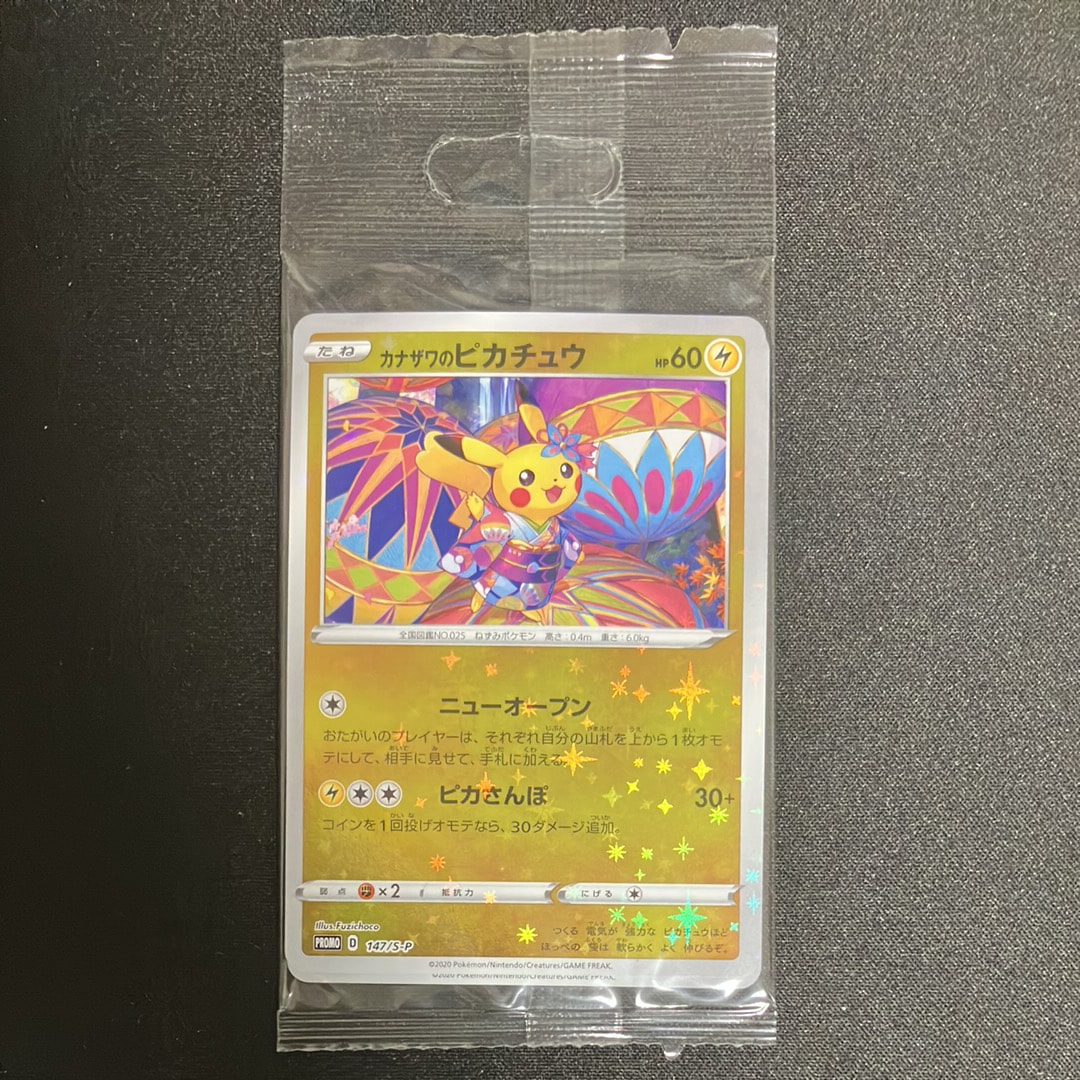 たね カナザワのピカチュウ HP60
全国図鑑NO.025 ねずみポケモン 高さ:0.4m 重さ:6.0kg
ニューオープン
おたがいのプレイヤーは、それぞれ自分の山札を上から1枚オモ
テにして、相手に見せて、手札に加える。
ピカさんぽ 30+
コインを1回投げオモテなら、30ダメージ追加。
弱点 ×2 抵抗力 にげる
Illus.Fuzichoco
PROMO D 147/S-P
つくる 電気が 強力な ピカチュウほど
ほっぺの 袋は 軟らかく よく 伸びるぞ。
©2020 Pokémon/Nintendo/Creatures/GAME FREAK.
©2020 Pokémon/Nintendo/Creatures/GAME FREAK.